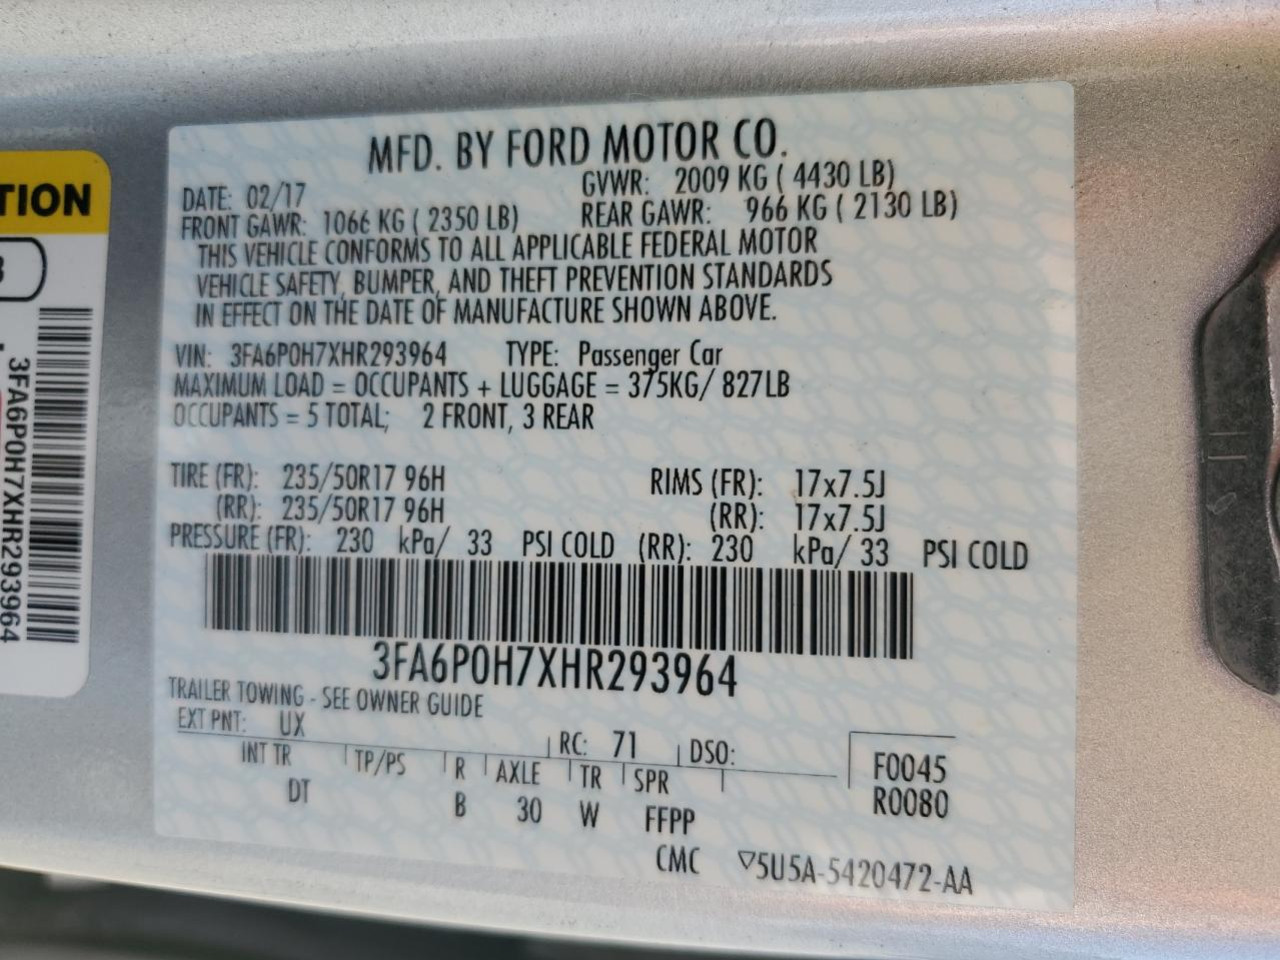 MFD. BY FORD MOTOR CO.
DATE: 02/17 GVWR: 2009 KG ( 4430 LB)
FRONT GAWR: 1066 KG ( 2350 LB) REAR GAWR: 966 KG ( 2130 LB)
THIS VEHICLE CONFORMS TO ALL APPLICABLE FEDERAL MOTOR
VEHICLE SAFETY, BUMPER, AND THEFT PREVENTION STANDARDS
IN EFFECT ON THE DATE OF MANUFACTURE SHOWN ABOVE.
VIN: 3FA6P0H7XHR293964 TYPE: Passenger Car
MAXIMUM LOAD = OCCUPANTS + LUGGAGE = 375KG/ 827LB
OCCUPANTS = 5 TOTAL; 2 FRONT, 3 REAR
TIRE (FR): 235/50R17 96H RIMS (FR): 17x7.5J
(RR): 235/50R17 96H (RR): 17x7.5J
PRESSURE (FR): 230 kPa/ 33 PSI COLD (RR): 230 kPa/ 33 PSI COLD
3FA6P0H7XHR293964
TRAILER TOWING - SEE OWNER GUIDE
EXT PNT: UX RC: 71 DSO:
INT TR TP/PS R AXLE TR SPR F0045
DT B 30 W FFPP R0080
CMC ▽5U5A-5420472-AA
TION
3FA6P0H7XHR293964